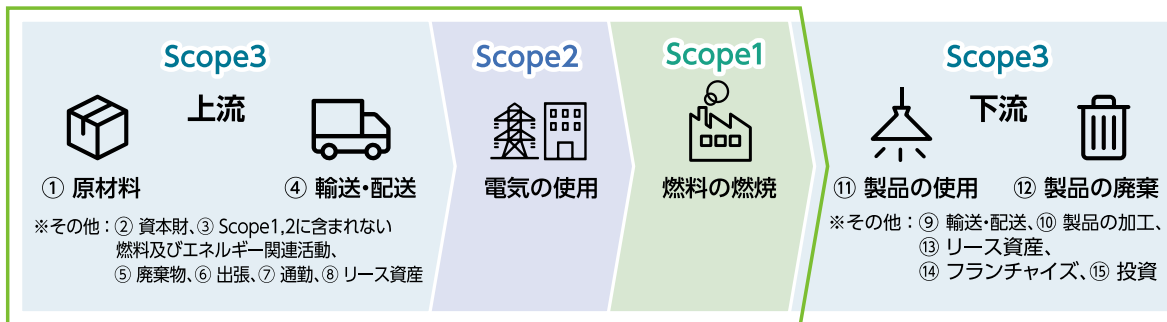 Scope3
上流
① 原材料
④ 輸送・配送
※その他：② 資本財、③ Scope1,2に含まれない
燃料及びエネルギー関連活動、
⑤ 廃棄物、⑥ 出張、⑦ 通勤、⑧ リース資産
Scope2
電気の使用
Scope1
燃料の燃焼
Scope3
下流
⑪ 製品の使用
⑫ 製品の廃棄
※その他：⑨ 輸送・配送、⑩ 製品の加工、
⑬ リース資産、
⑭ フランチャイズ、⑮ 投資